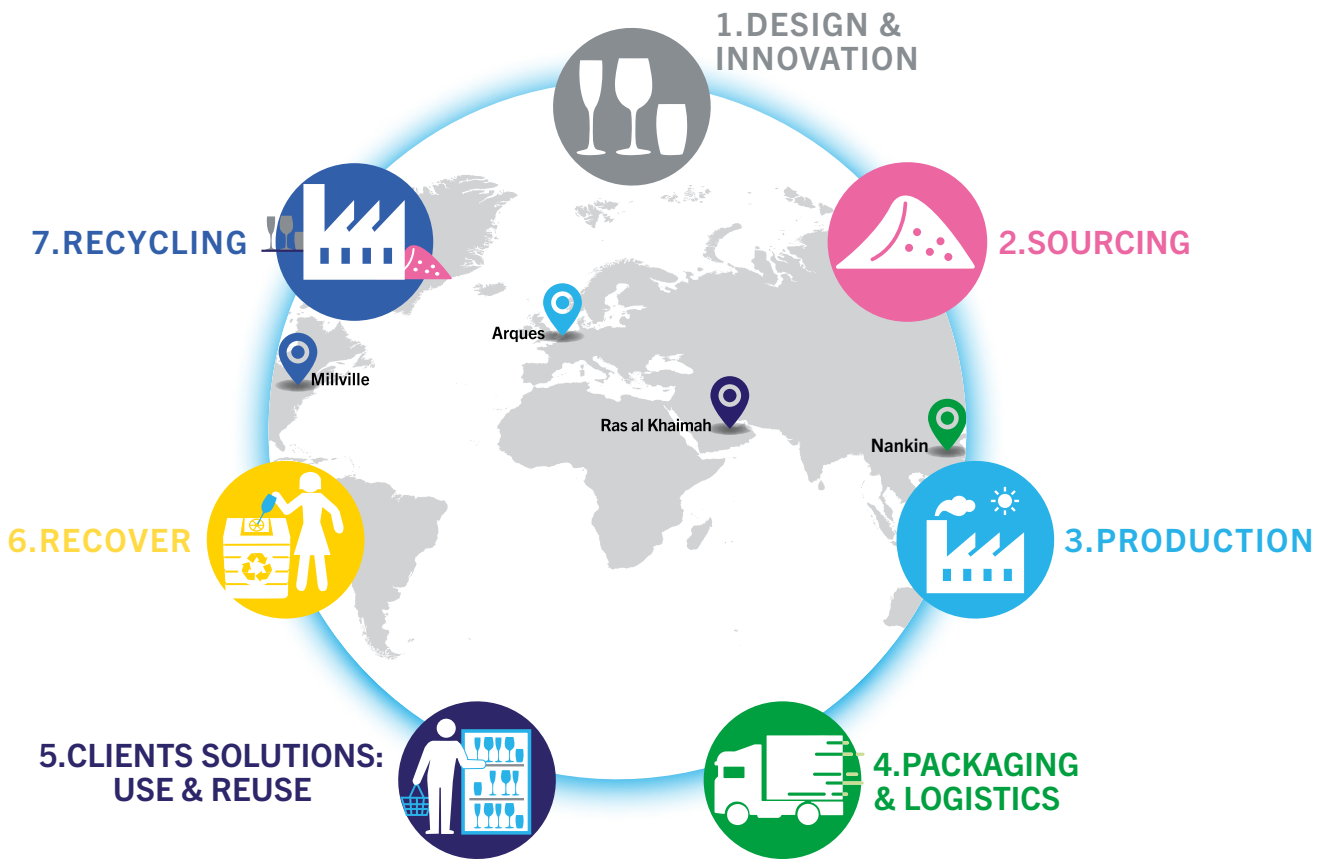 1.DESIGN &
INNOVATION
7.RECYCLING
2.SOURCING
Arques
Millville
Ras al Khaimah
Nankin
6.RECOVER
3.PRODUCTION
5.CLIENTS SOLUTIONS:
USE & REUSE
4.PACKAGING
& LOGISTICS